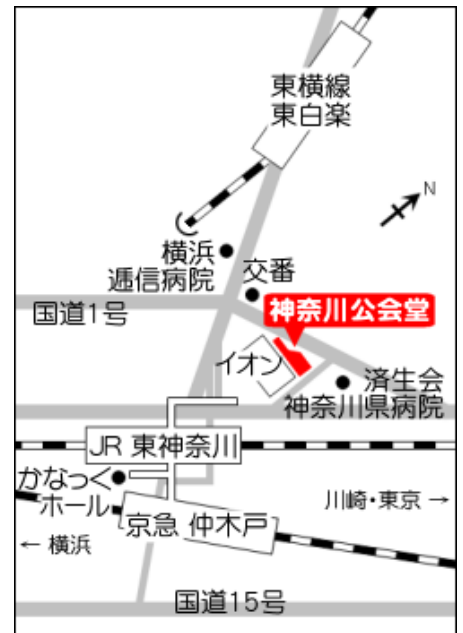 東横線
東白楽
N
横浜
逓信病院
交番
国道1号
神奈川公会堂
イオン
済生会
神奈川県病院
JR 東神奈川
かなっく
ホール
川崎・東京 →
京急 仲木戸
← 横浜
国道15号